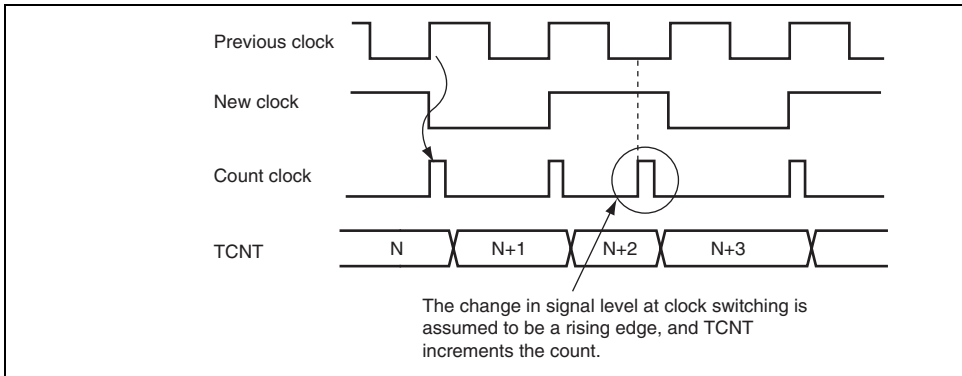 Previous clock
New clock
Count clock
TCNT N N+1 N+2 N+3
The change in signal level at clock switching is
assumed to be a rising edge, and TCNT
increments the count.